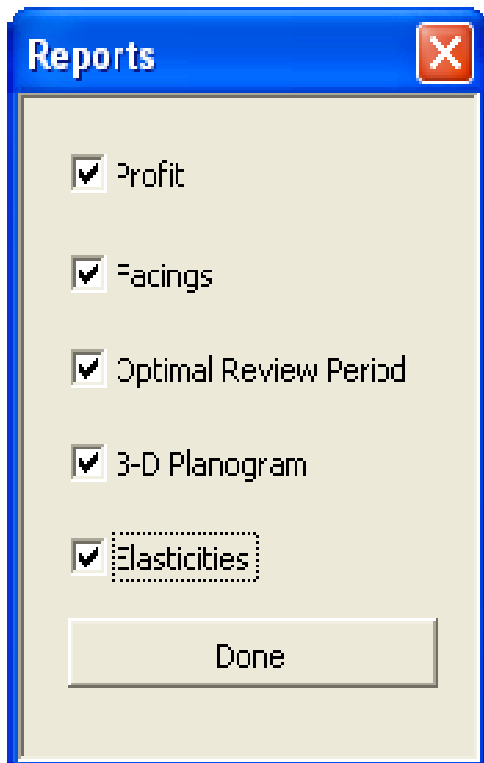 Reports
Profit
Facings
Optimal Review Period
3-D Planogram
Elasticities
Done